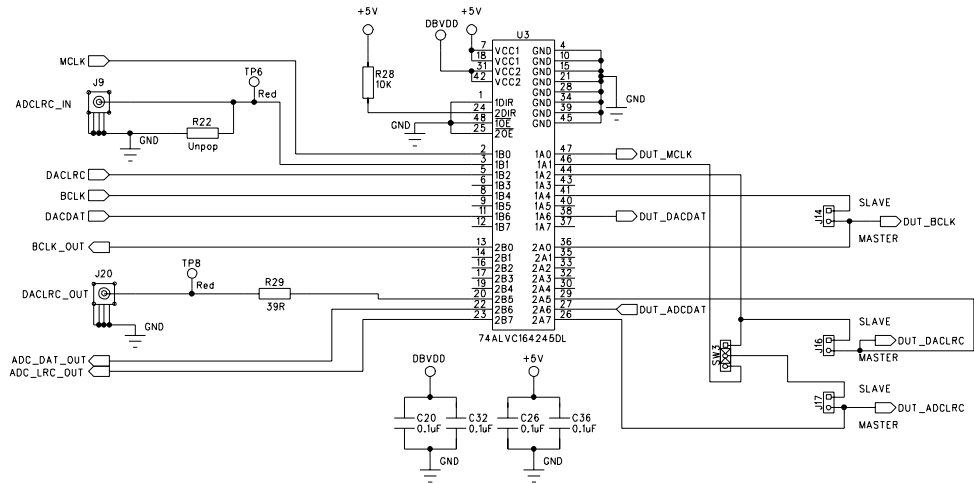 +5V
DBVDD
+5V
U3
MCLK
R28
10K
7 VCC1 GND 4
18 VCC1 GND 10
31 VCC2 GND 15
42 VCC2 GND 21
GND 28
GND 34
GND 39
GND 45
GND
J9
TP6
Red
ADCLRC_IN
GND
R22
Unpop
1 1DIR
24 2DIR
48 1OE
25 2OE
GND
2 1B0 1A0 47
3 1B1 1A1 46
5 1B2 1A2 44
6 1B3 1A3 43
8 1B4 1A4 41
9 1B5 1A5 40
11 1B6 1A6 38
12 1B7 1A7 37
DACLRC
BCLK
DACDAT
DUT_MCLK
DUT_DACDAT
SLAVE
J14
DUT_BCLK
MASTER
BCLK_OUT
13 2B0 2A0 36
14 2B1 2A1 35
16 2B2 2A2 33
17 2B3 2A3 32
19 2B4 2A4 30
20 2B5 2A5 29
22 2B6 2A6 27
23 2B7 2A7 26
74ALVC164245DL
J20
TP8
Red
R29
39R
DACLRC_OUT
GND
DUT_ADCDAT
ADC_DAT_OUT
ADC_LRC_OUT
SW3
SLAVE
J16
DUT_DACLRC
MASTER
SLAVE
J17
DUT_ADCLRC
MASTER
DBVDD
+5V
C20
0.1uF
C32
0.1uF
C26
0.1uF
C36
0.1uF
GND
GND